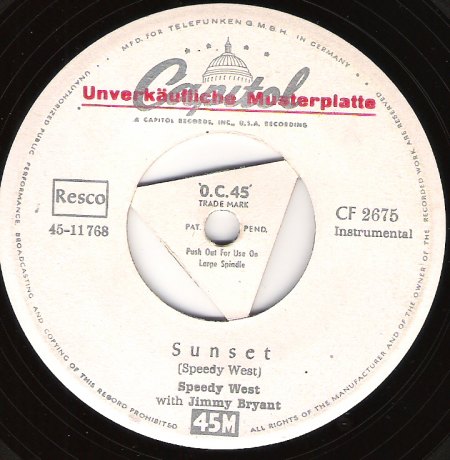 MFD. FOR TELEFUNKEN G.M.B.H. IN GERMANY
Capitol
Unverkäufliche Musterplatte
A CAPITOL RECORDS, INC., U.S.A. RECORDING
UNAUTHORIZED PUBLIC PERFORMANCE, BROADCASTING AND COPYING OF THIS RECORD PROHIBITED
ALL RIGHTS OF THE MANUFACTURER AND OF THE OWNER OF THE RECORDED WORK ARE RESERVED
Resco
45-11768
'O.C.45'
TRADE MARK
PAT. PEND.
Push Out For Use On
Large Spindle
CF 2675
Instrumental
Sunset
(Speedy West)
Speedy West
with Jimmy Bryant
45M